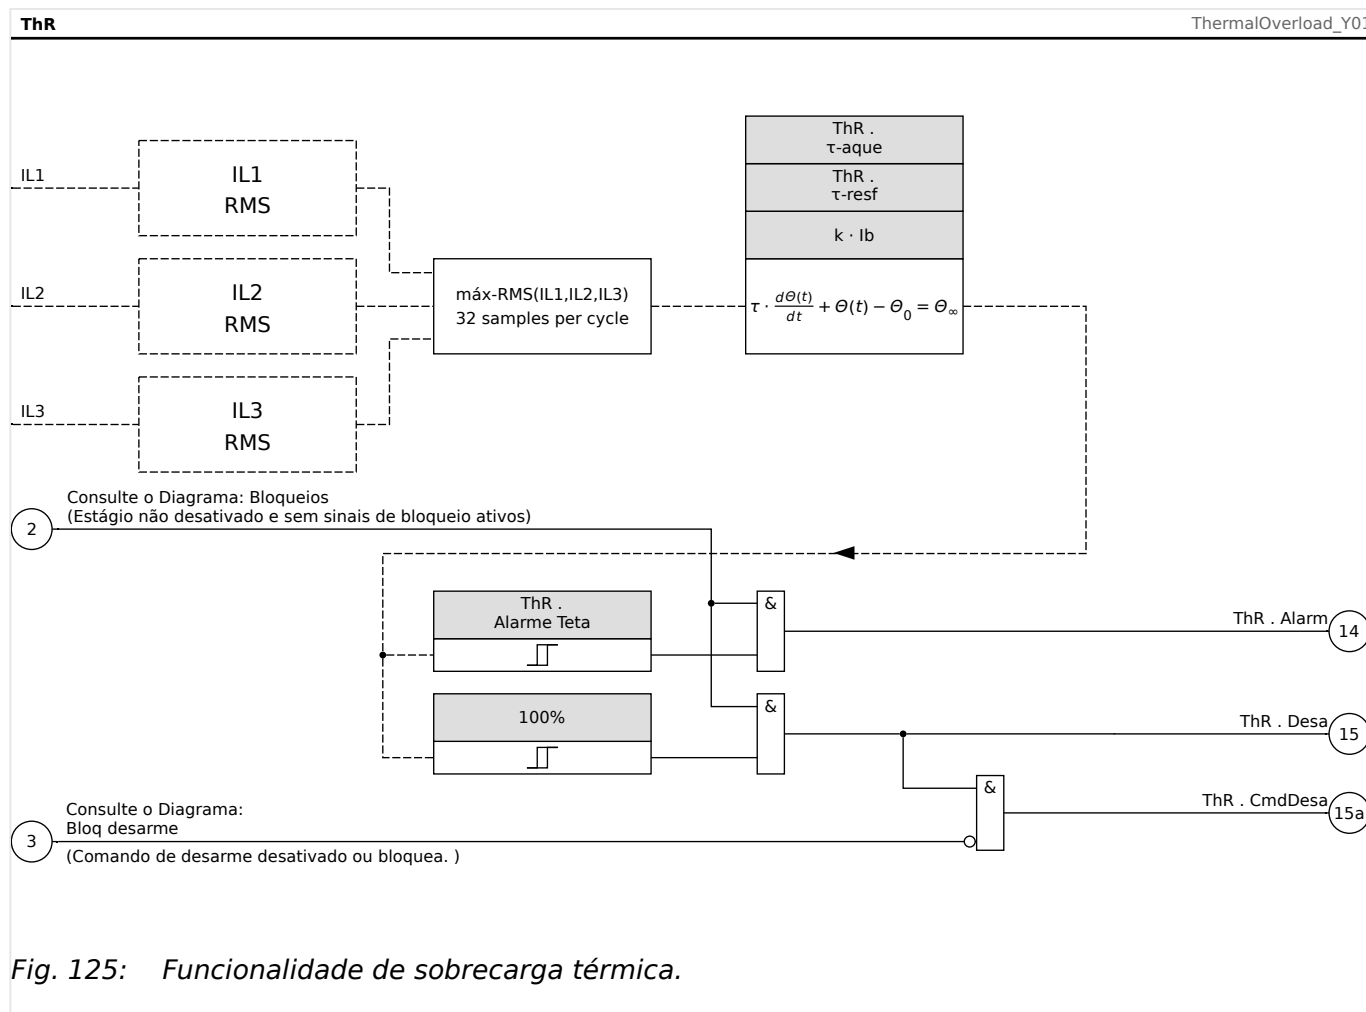 ThR
ThermalOverload_Y01
ThR .
τ-aque
ThR .
τ-resf
k · Ib
τ · dΘ(t)/dt + Θ(t) − Θ0 = Θ∞
IL1
IL1
RMS
IL2
IL2
RMS
máx-RMS(IL1,IL2,IL3)
32 samples per cycle
IL3
IL3
RMS
Consulte o Diagrama: Bloqueios
(Estágio não desativado e sem sinais de bloqueio ativos)
2
ThR .
Alarme Teta
&
ThR . Alarm
14
100%
&
ThR . Desa
15
&
ThR . CmdDesa
15a
Consulte o Diagrama:
Bloq desarme
3
(Comando de desarme desativado ou bloquea. )
Fig. 125: Funcionalidade de sobrecarga térmica.